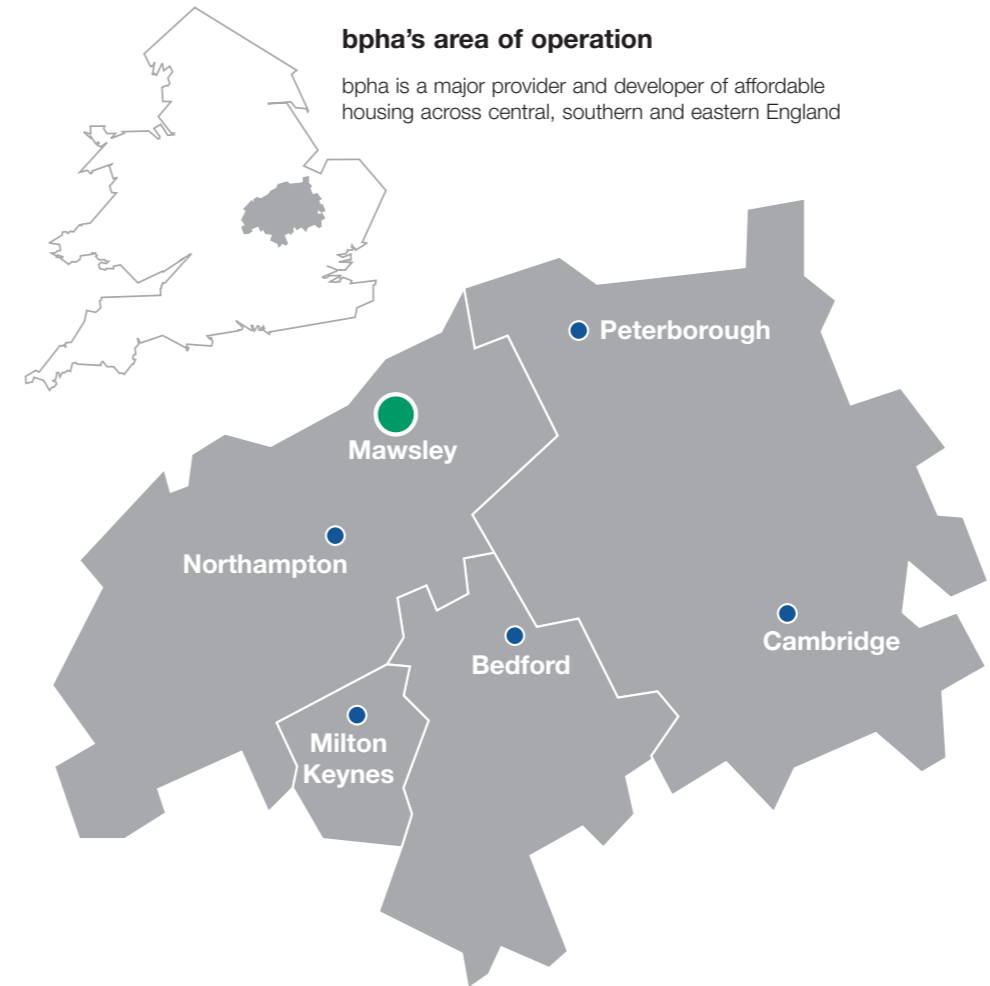 bpha’s area of operation
bpha is a major provider and developer of affordable
housing across central, southern and eastern England
Peterborough
Mawsley
Northampton
Cambridge
Bedford
Milton
Keynes